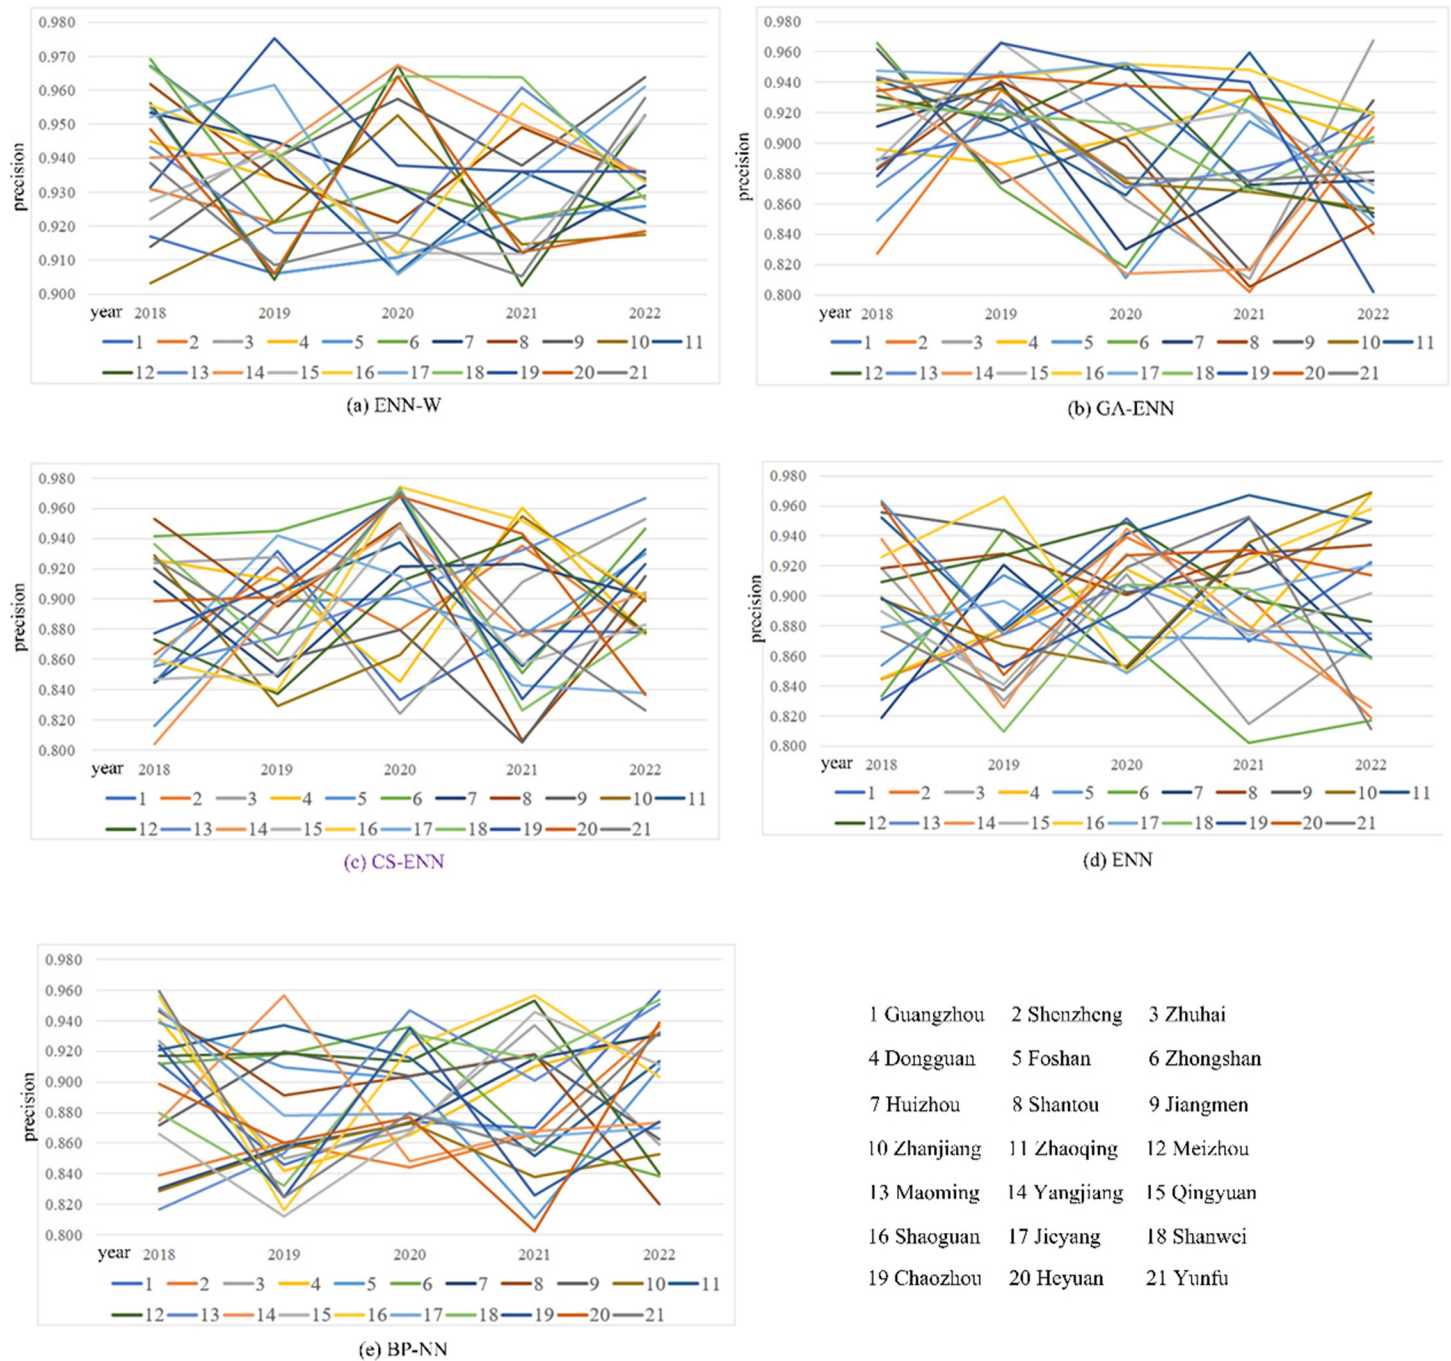 0.980
0.970
0.960
0.950
0.940
0.930
0.920
0.910
0.900
precision
year 2018 2019 2020 2021 2022
1 2 3 4 5 6 7 8 9 10 11
12 13 14 15 16 17 18 19 20 21
(a) ENN-W
0.980
0.960
0.940
0.920
0.900
0.880
0.860
0.840
0.820
0.800
precision
year 2018 2019 2020 2021 2022
1 2 3 4 5 6 7 8 9 10 11
12 13 14 15 16 17 18 19 20 21
(b) GA-ENN
0.980
0.960
0.940
0.920
0.900
0.880
0.860
0.840
0.820
0.800
precision
year 2018 2019 2020 2021 2022
1 2 3 4 5 6 7 8 9 10 11
12 13 14 15 16 17 18 19 20 21
(c) CS-ENN
0.980
0.960
0.940
0.920
0.900
0.880
0.860
0.840
0.820
0.800
precision
year 2018 2019 2020 2021 2022
1 2 3 4 5 6 7 8 9 10 11
12 13 14 15 16 17 18 19 20 21
(d) ENN
0.980
0.960
0.940
0.920
0.900
0.880
0.860
0.840
0.820
0.800
precision
year 2018 2019 2020 2021 2022
1 2 3 4 5 6 7 8 9 10 11
12 13 14 15 16 17 18 19 20 21
(e) BP-NN
1 Guangzhou 2 Shenzheng 3 Zhuhai
4 Dongguan 5 Foshan 6 Zhongshan
7 Huizhou 8 Shantou 9 Jiangmen
10 Zhanjiang 11 Zhaoqing 12 Meizhou
13 Maoming 14 Yangjiang 15 Qingyuan
16 Shaoguan 17 Jieyang 18 Shanwei
19 Chaozhou 20 Heyuan 21 Yunfu